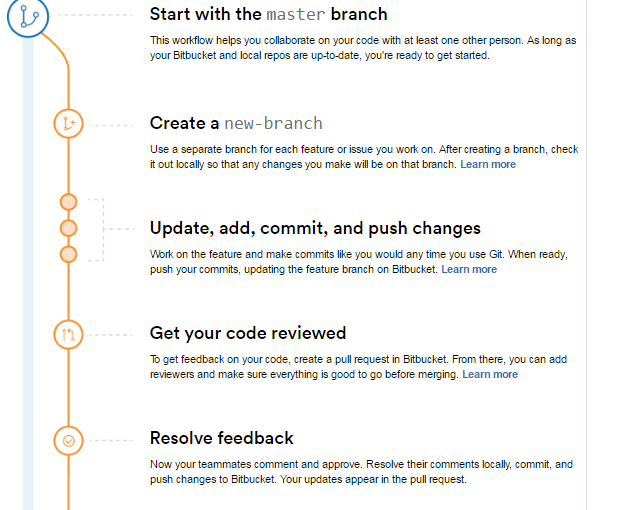 Start with the master branch
This workflow helps you collaborate on your code with at least one other person. As long as
your Bitbucket and local repos are up-to-date, you're ready to get started.
Create a new-branch
Use a separate branch for each feature or issue you work on. After creating a branch, check
it out locally so that any changes you make will be on that branch. Learn more
Update, add, commit, and push changes
Work on the feature and make commits like you would any time you use Git. When ready,
push your commits, updating the feature branch on Bitbucket. Learn more
Get your code reviewed
To get feedback on your code, create a pull request in Bitbucket. From there, you can add
reviewers and make sure everything is good to go before merging. Learn more
Resolve feedback
Now your teammates comment and approve. Resolve their comments locally, commit, and
push changes to Bitbucket. Your updates appear in the pull request.